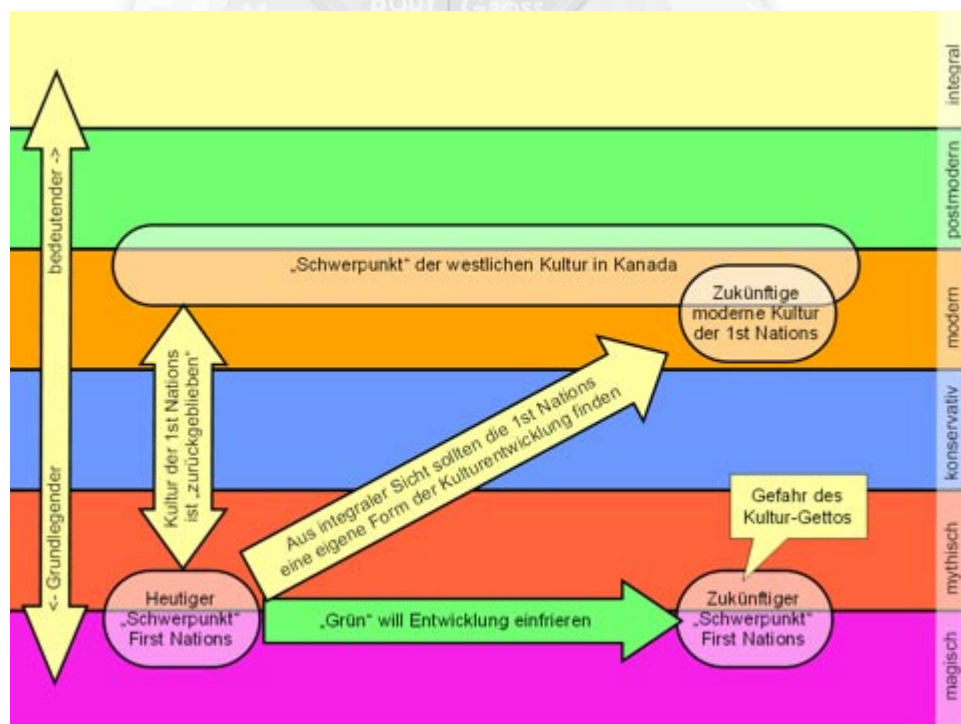 BODY GROSS
integral
postmodern
modern
konservativ
mythisch
magisch
bedeutender ->
<- Grundlegender
„Schwerpunkt“ der westlichen Kultur in Kanada
Zukünftige
moderne Kultur
der 1st Nations
Kultur der 1st Nations
ist „zurückgeblieben“
Aus integraler Sicht sollten die 1st Nations
eine eigene Form der Kulturentwicklung finden
Gefahr des
Kultur-Gettos
Heutiger
„Schwerpunkt“
First Nations
„Grün“ will Entwicklung einfrieren
Zukünftiger
„Schwerpunkt“
First Nations